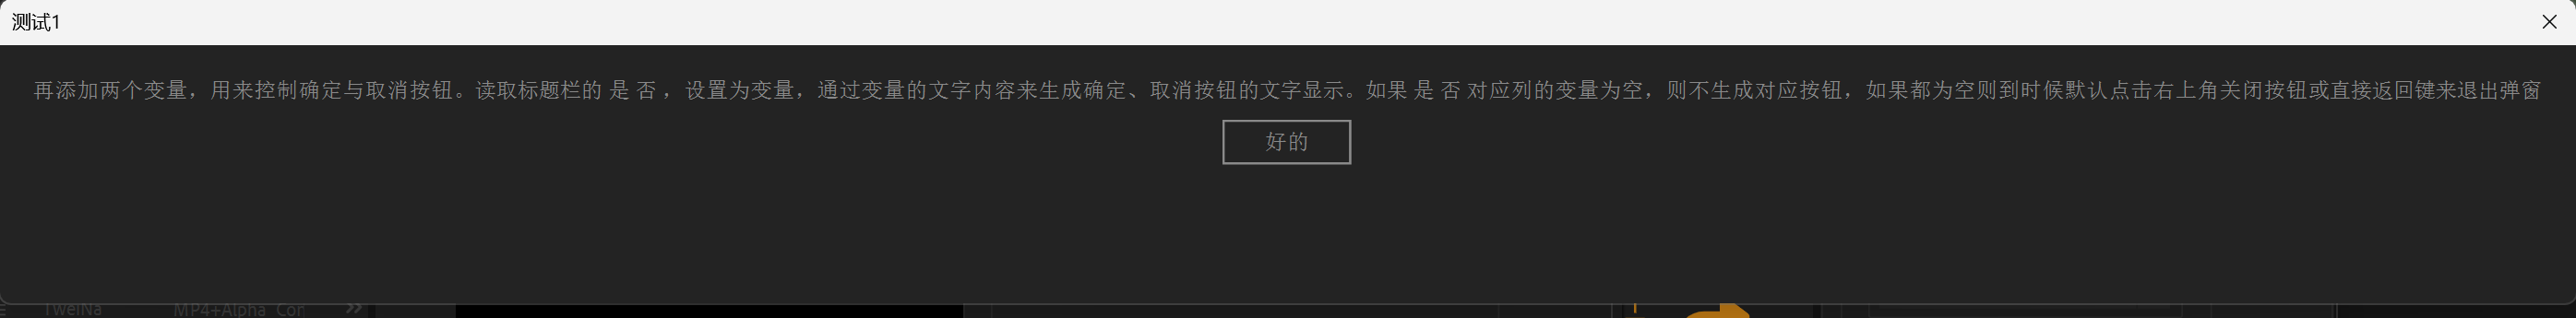 测试1
再添加两个变量，用来控制确定与取消按钮。读取标题栏的 是 否 ，设置为变量，通过变量的文字内容来生成确定、取消按钮的文字显示。如果 是 否 对应列的变量为空，则不生成对应按钮，如果都为空则到时候默认点击右上角关闭按钮或直接返回键来退出弹窗
好的
TweiNa MP4+Alpha Cor